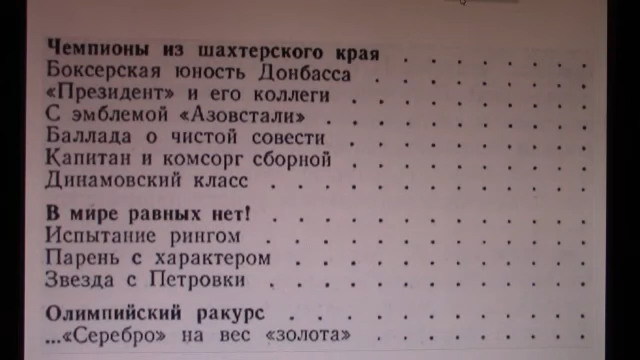 Чемпионы из шахтерского края . . . . . . . . .
Боксерская юность Донбасса . . . . . . . . . .
«Президент» и его коллеги . . . . . . . . . . .
С эмблемой «Азовстали» . . . . . . . . . . . .
Баллада о чистой совести . . . . . . . . . . . .
Капитан и комсорг сборной . . . . . . . . . . .
Динамовский класс . . . . . . . . . . . . . . .
В мире равных нет! . . . . . . . . . . . . . . .
Испытание рингом . . . . . . . . . . . . . . .
Парень с характером . . . . . . . . . . . . . .
Звезда с Петровки . . . . . . . . . . . . . . .
Олимпийский ракурс . . . . . . . . . . . . . .
...«Серебро» на вес «золота» . . . . . . . . . .